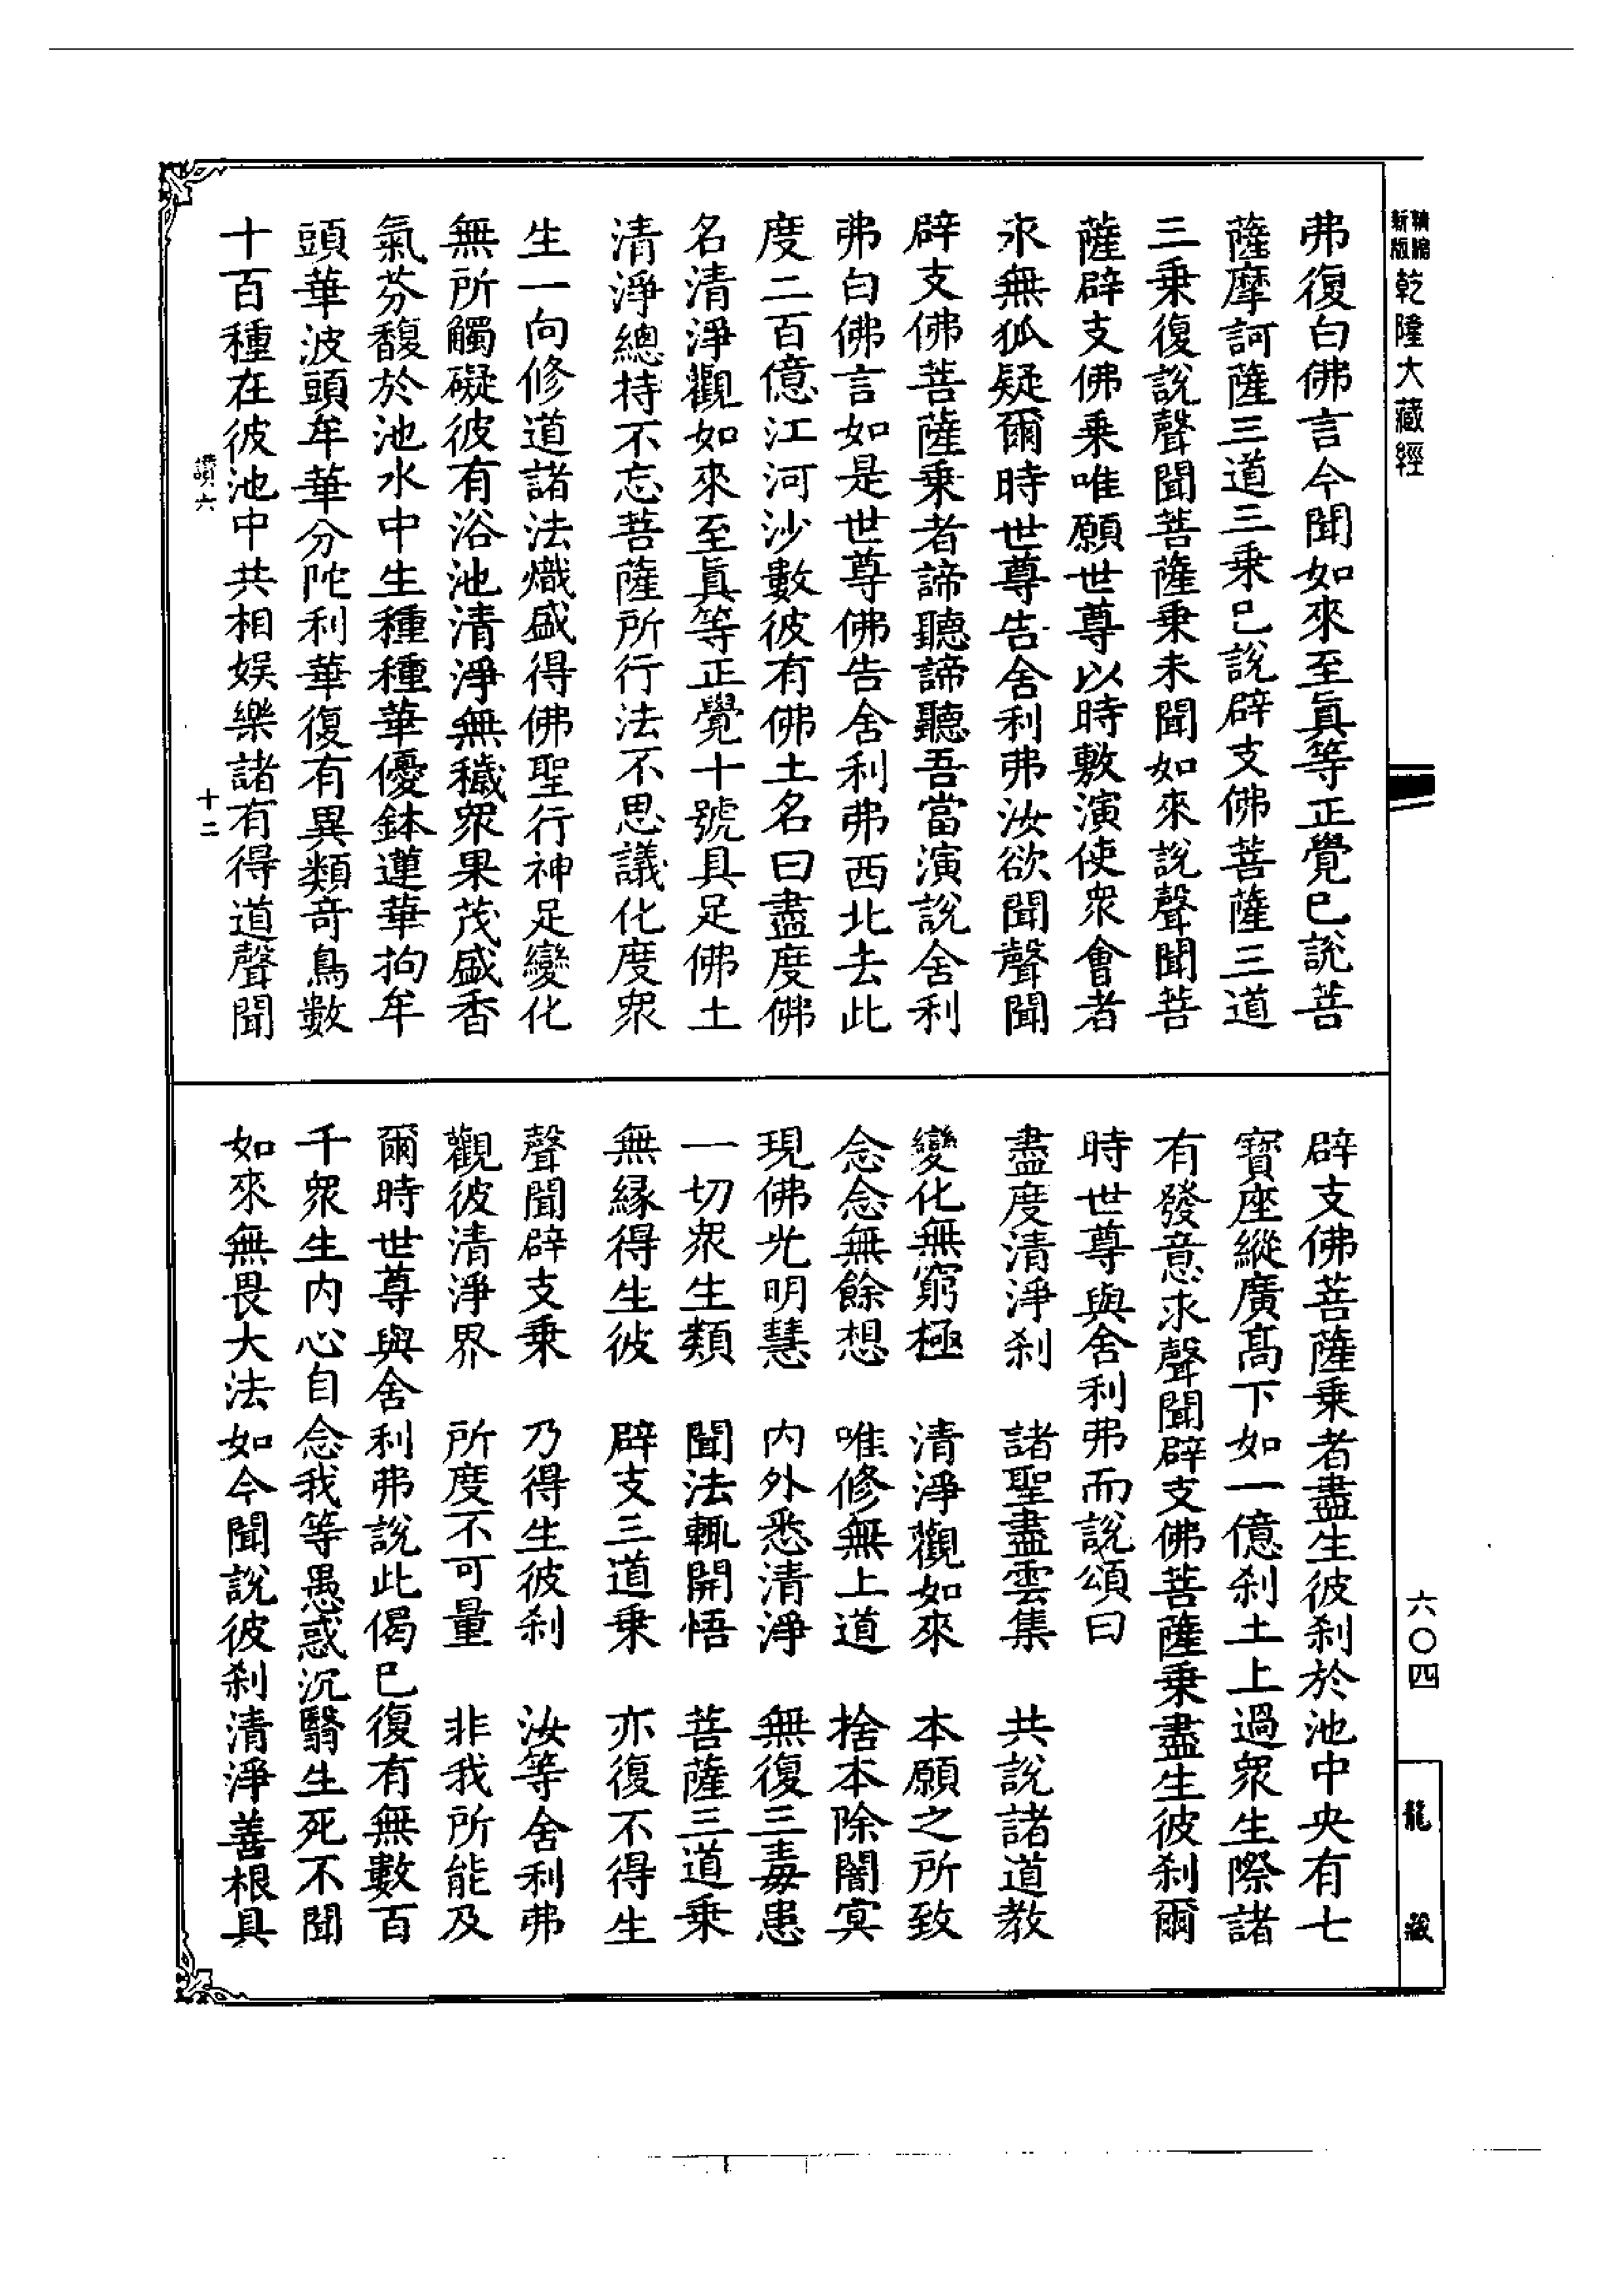 新版精縮乾隆大藏經
弗復白佛言今聞如來至眞等正覺已說菩
薩摩訶薩三道三乘已說辟支佛菩薩三道
三乘復說聲聞菩薩乘未聞如來說聲聞菩
薩辟支佛乘唯願世尊以時敷演使衆會者
永無狐疑爾時世尊告舍利弗汝欲聞聲聞
辟支佛菩薩乘者諦聽諦聽吾當演說舍利
弗白佛言如是世尊佛告舍利弗西北去此
度二百億江河沙數彼有佛土名曰盡度佛
名清淨觀如來至眞等正覺十號具足佛土
清淨總持不忘菩薩所行法不思議化度衆
生一向修道諸法熾盛得佛聖行神足變化
無所觸礙彼有浴池清淨無穢衆果茂盛香
氣芬馥於池水中生種種華優鉢蓮華拘牟
頭華波頭牟華分陀利華復有異類奇鳥數
十百種在彼池中共相娛樂諸有得道聲聞
讚六 十二
辟支佛菩薩乘者盡生彼刹於池中央有七
寶座縱廣高下如一億刹土上過衆生際諸
有發意求聲聞辟支佛菩薩乘盡生彼刹爾
時世尊與舍利弗而說頌曰
盡度清淨刹 諸聖盡雲集 共說諸道教
變化無窮極 清淨觀如來 本願之所致
念念無餘想 唯修無上道 捨本除闇冥
現佛光明慧 內外悉清淨 無復三毒患
一切衆生類 聞法輒開悟 菩薩三道乘
無緣得生彼 辟支三道乘 亦復不得生
聲聞辟支乘 乃得生彼刹 汝等舍利弗
觀彼清淨界 所度不可量 非我所能及
爾時世尊與舍利弗說此偈已復有無數百
千衆生內心自念我等愚惑沉翳生死不聞
如來無畏大法如今聞說彼刹清淨善根具
六〇四
龍藏